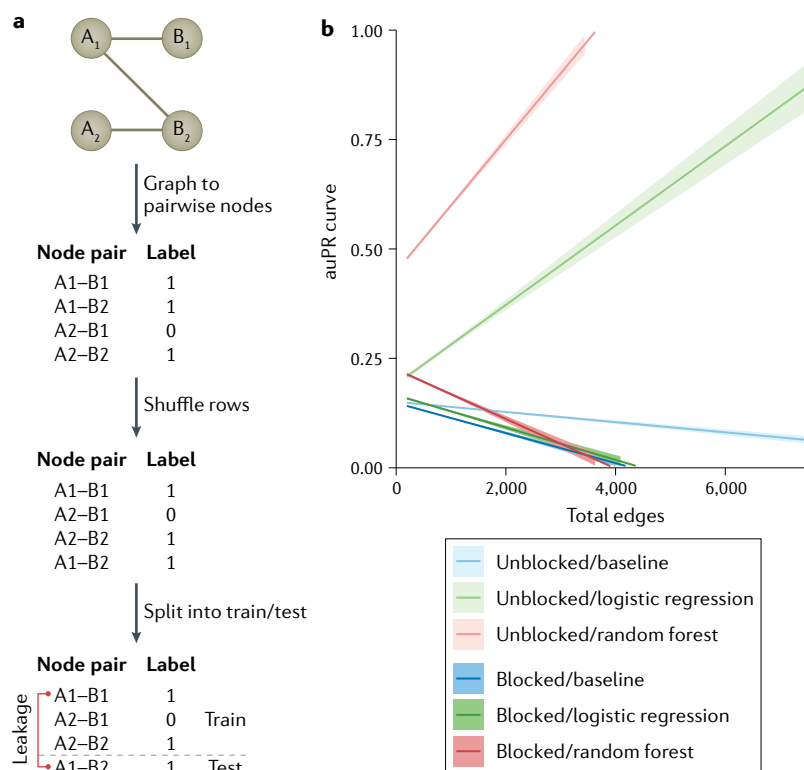 a
A1 B1
A2 B2
Graph to
pairwise nodes
Node pair Label
A1–B1 1
A1–B2 1
A2–B1 0
A2–B2 1
Shuffle rows
Node pair Label
A1–B1 1
A2–B1 0
A2–B2 1
A1–B2 1
Split into train/test
Node pair Label
A1–B1 1
A2–B1 0 Train
A2–B2 1
A1–B2 1 Test
Leakage
b
auPR curve
1.00
0.75
0.50
0.25
0.00
0 2,000 4,000 6,000
Total edges
Unblocked/baseline
Unblocked/logistic regression
Unblocked/random forest
Blocked/baseline
Blocked/logistic regression
Blocked/random forest